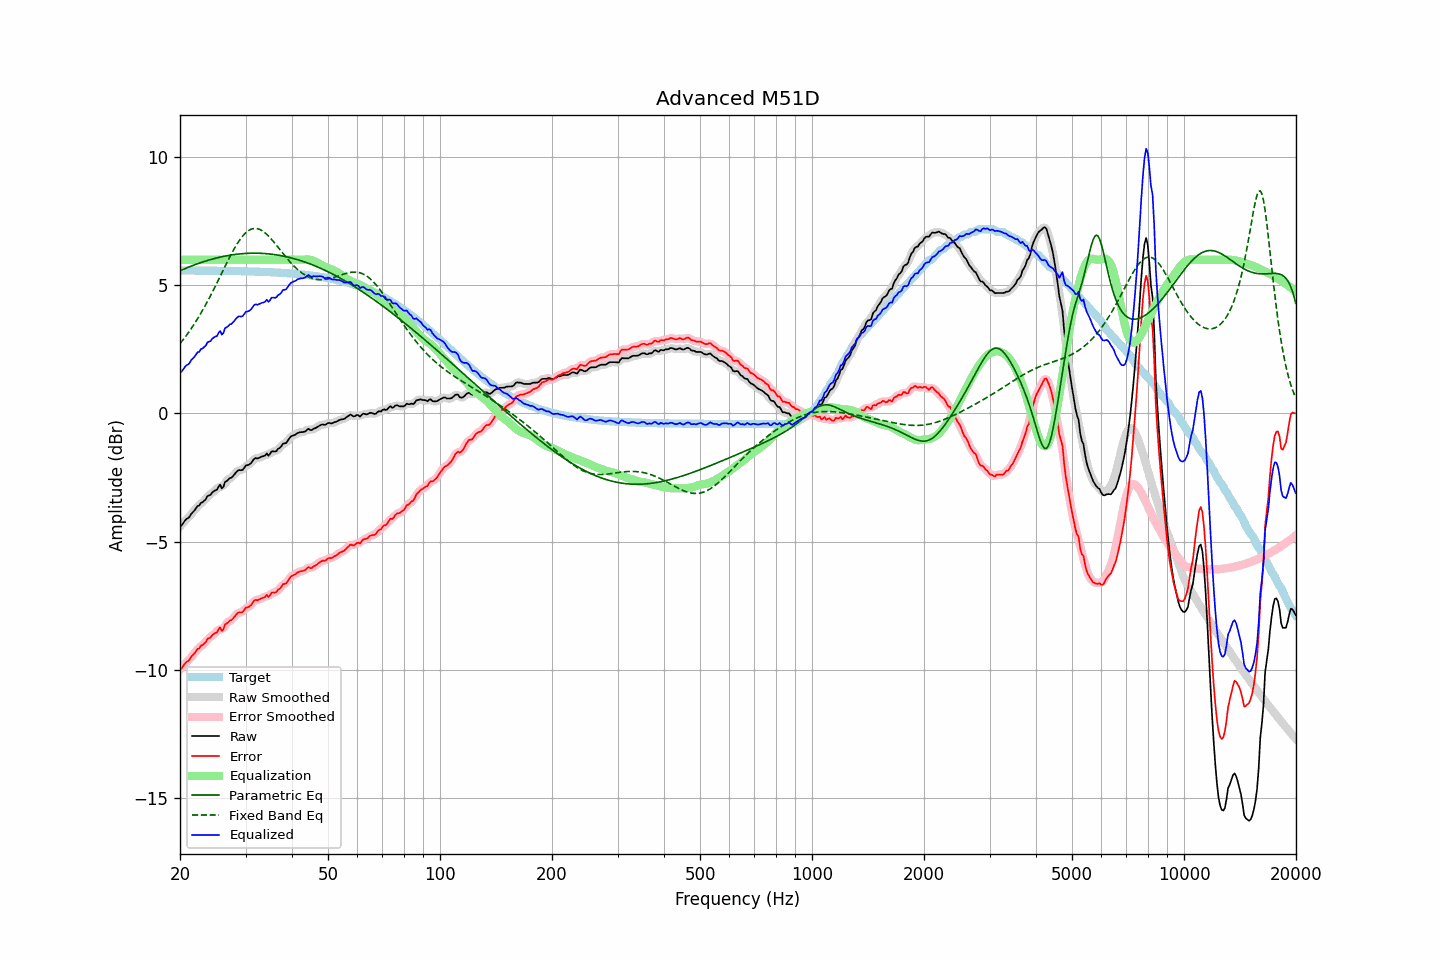 Advanced M51D
Amplitude (dBr)
10
5
0
−5
−10
−15
Target
Raw Smoothed
Error Smoothed
Raw
Error
Equalization
Parametric Eq
Fixed Band Eq
Equalized
20 50 100 200 500 1000 2000 5000 10000 20000
Frequency (Hz)